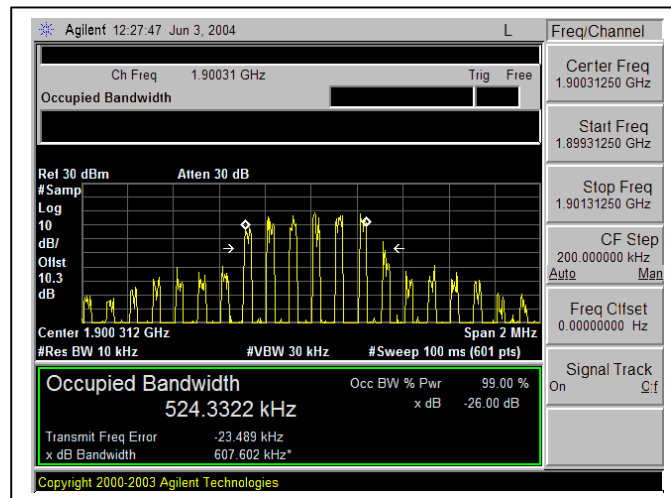 Agilent 12:27:47 Jun 3, 2004 L
Freq/Channel
Ch Freq 1.90031 GHz Trig Free
Occupied Bandwidth
Center Freq
1.90031250 GHz
Start Freq
1.89931250 GHz
Stop Freq
1.90131250 GHz
CF Step
200.000000 kHz
Auto Man
Freq Offset
0.00000000 Hz
Signal Track
On Off
Ref 30 dBm Atten 30 dB
#Samp
Log
10
dB/
Offst
10.3
dB
Center 1.900 312 GHz Span 2 MHz
#Res BW 10 kHz #VBW 30 kHz #Sweep 100 ms (601 pts)
Occupied Bandwidth Occ BW % Pwr 99.00 %
524.3322 kHz x dB -26.00 dB
Transmit Freq Error -23.489 kHz
x dB Bandwidth 607.602 kHz*
Copyright 2000-2003 Agilent Technologies